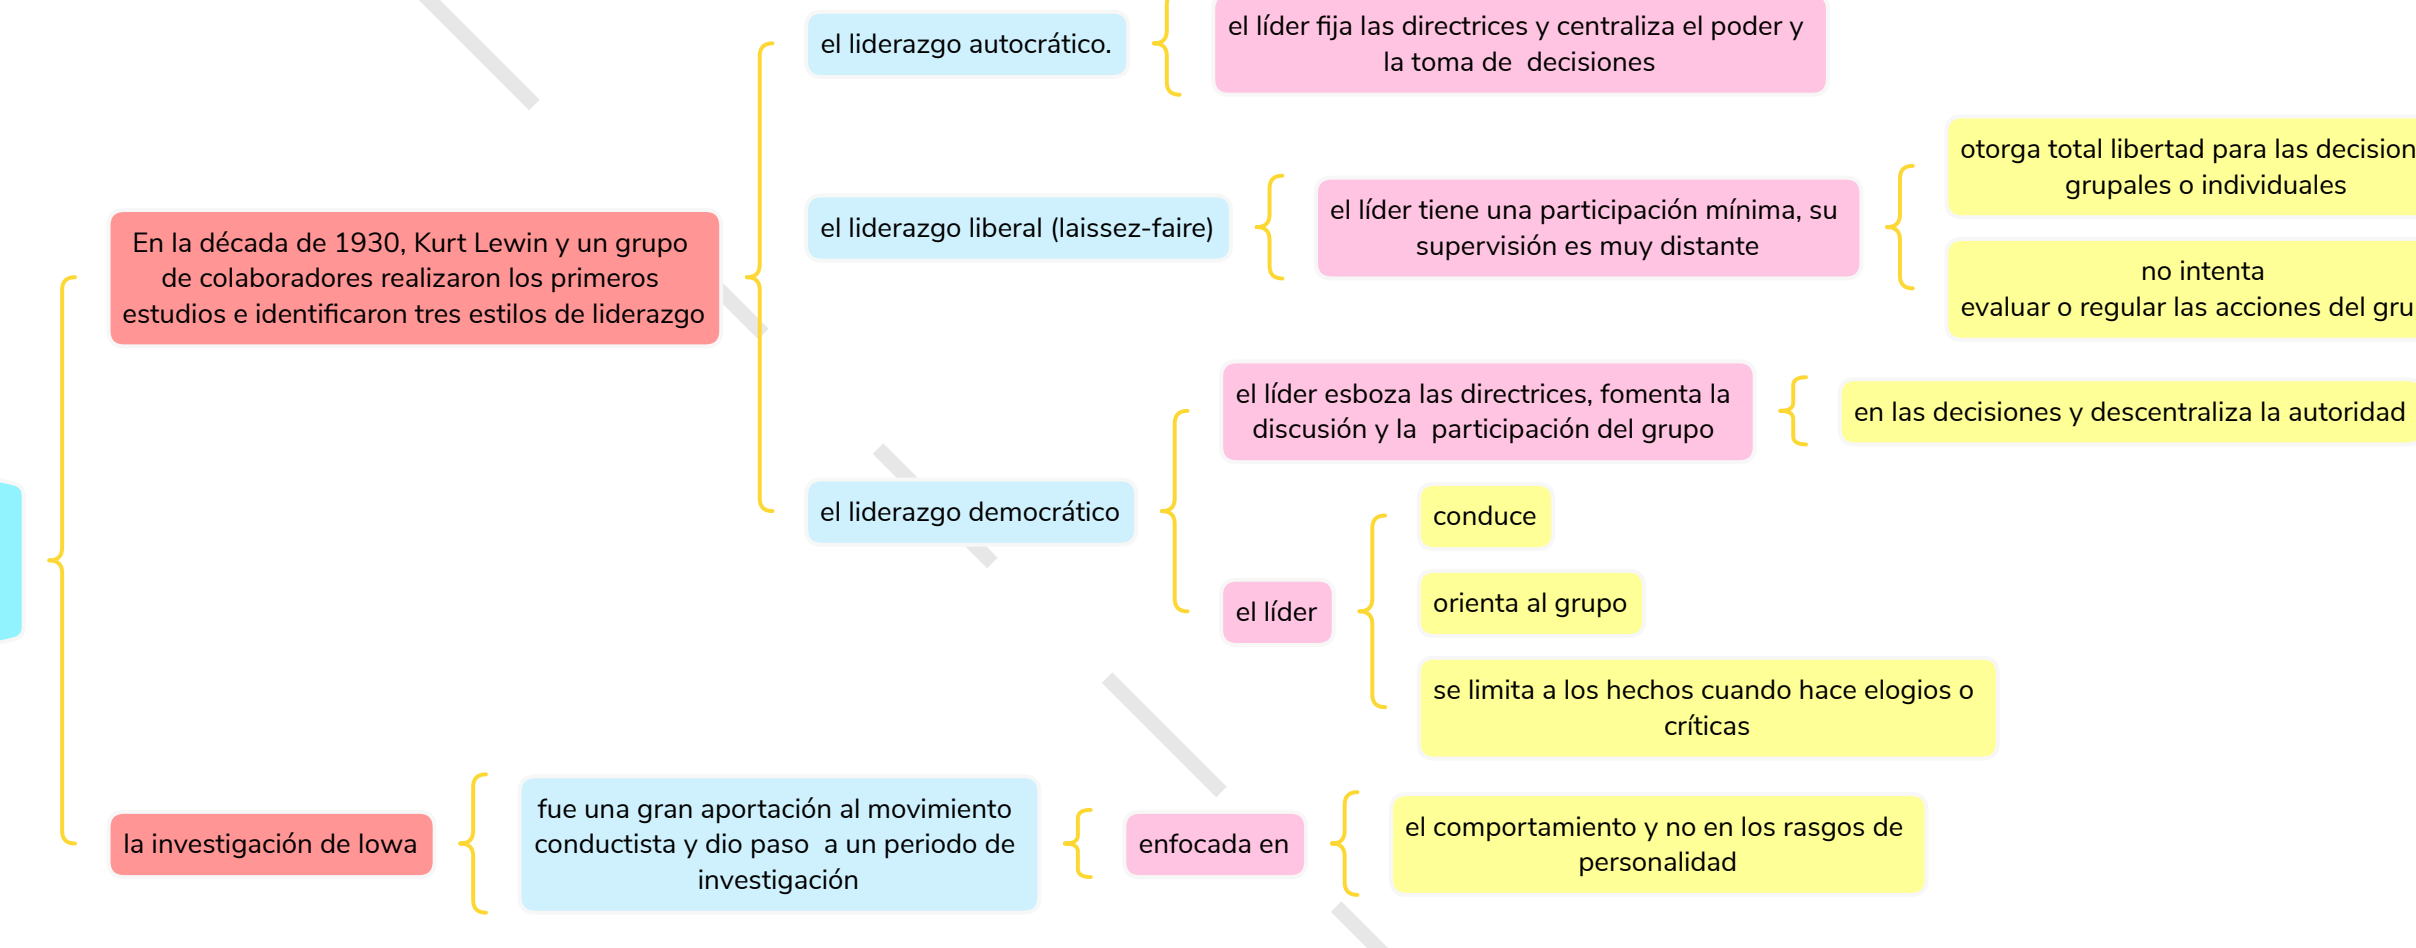 el liderazgo autocrático.
el líder fija las directrices y centraliza el poder y
la toma de decisiones
En la década de 1930, Kurt Lewin y un grupo
de colaboradores realizaron los primeros
estudios e identificaron tres estilos de liderazgo
el liderazgo liberal (laissez-faire)
el líder tiene una participación mínima, su
supervisión es muy distante
otorga total libertad para las
grupales o individuales
no intenta
evaluar o regular las acciones del
el liderazgo democrático
el líder esboza las directrices, fomenta la
discusión y la participación del grupo
en las decisiones y descentraliza la autoridad
el líder
conduce
orienta al grupo
se limita a los hechos cuando hace elogios o
críticas
la investigación de lowa
fue una gran aportación al movimiento
conductista y dio paso a un periodo de
investigación
enfocada en
el comportamiento y no en los rasgos de
personalidad